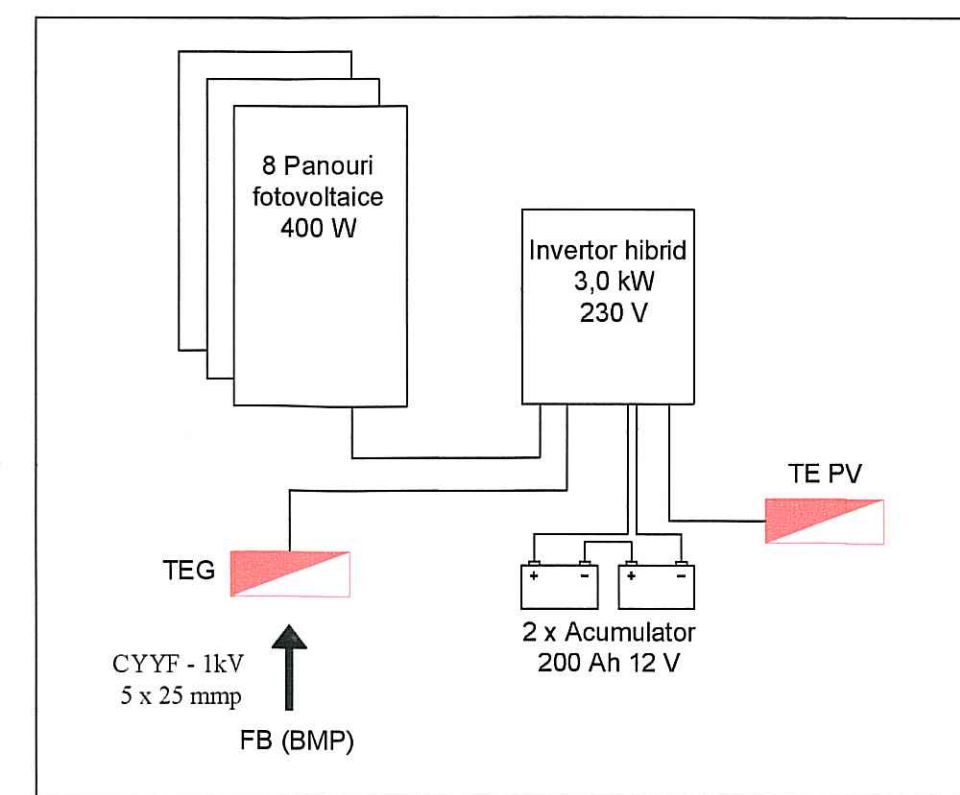 8 Panouri
fotovoltaice
400 W
Invertor hibrid
3,0 kW
230 V
TE PV
TEG
+ - + -
2 x Acumulator
200 Ah 12 V
CYYF - 1kV
5 x 25 mmp
FB (BMP)